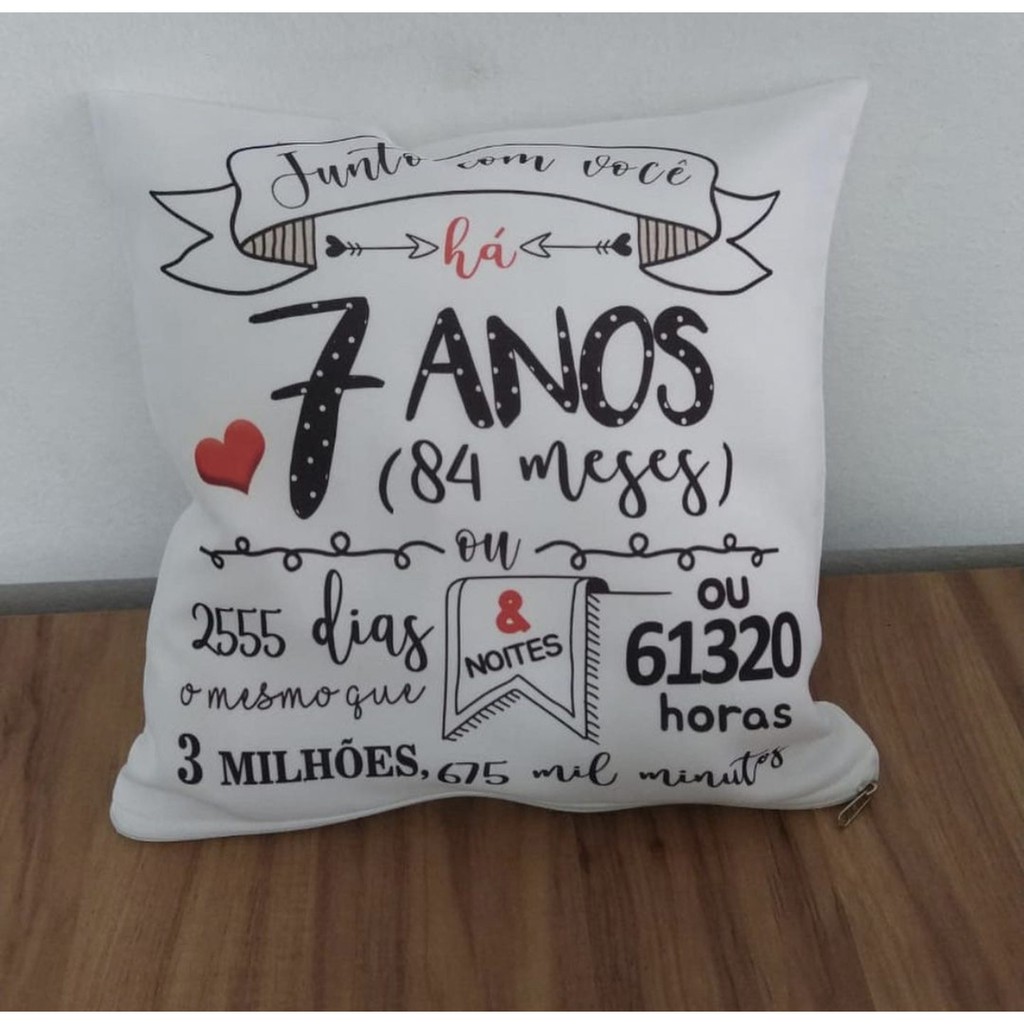 Junto com você
há
7 ANOS
(84 meses)
ou
2555 dias
& NOITES
o mesmo que
ou
61320
horas
3 MILHÕES, 675 mil minutos